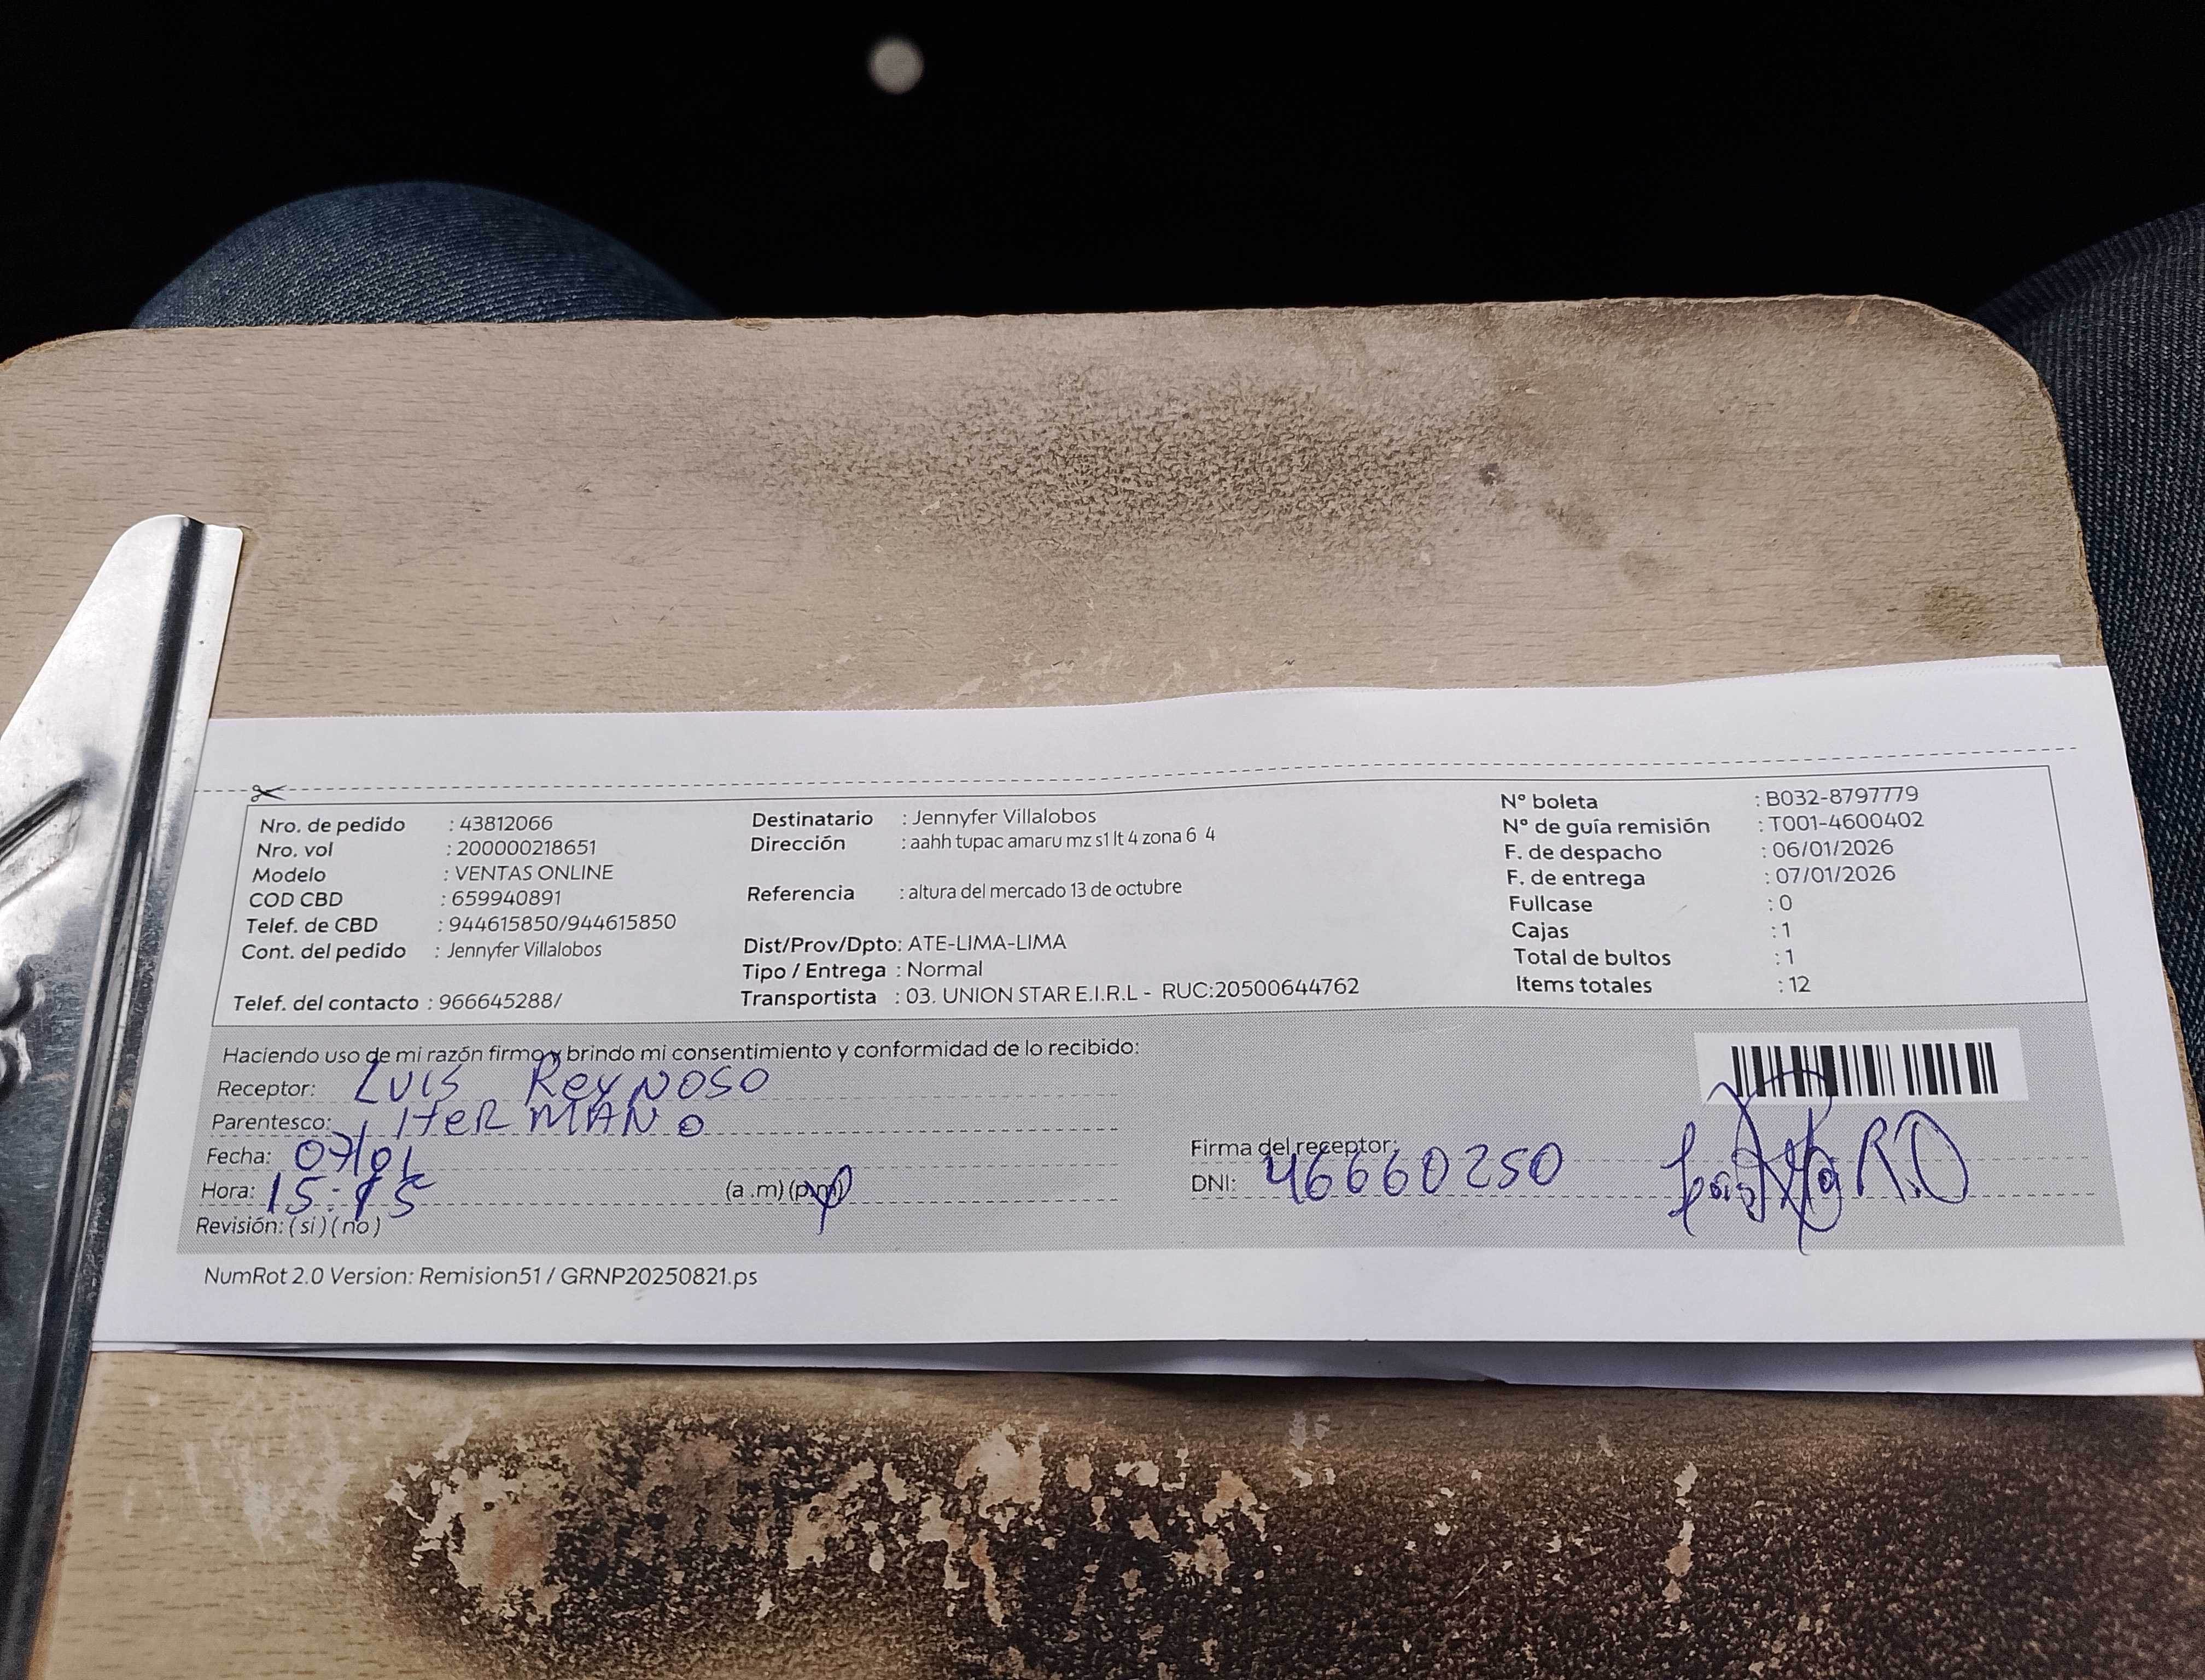 Nro. de pedido : 43812066
Nro. vol : 200000218651
Modelo : VENTAS ONLINE
COD CBD : 659940891
Telef. de CBD : 944615850/944615850
Cont. del pedido : Jennyfer Villalobos
Telef. del contacto : 966645288/
Destinatario : Jennyfer Villalobos
Dirección : aahh tupac amaru mz s1 lt 4 zona 6 4
Referencia : altura del mercado 13 de octubre
Dist/Prov/Dpto: ATE-LIMA-LIMA
Tipo / Entrega : Normal
Transportista : 03. UNION STAR E.I.R.L - RUC:20500644762
N° boleta : B032-8797779
N° de guía remisión : T001-4600402
F. de despacho : 06/01/2026
F. de entrega : 07/01/2026
Fullcase : 0
Cajas : 1
Total de bultos : 1
Items totales : 12
Haciendo uso de mi razón firmo y brindo mi consentimiento y conformidad de lo recibido:
Receptor: Luis Reynoso
Parentesco: HeRMANo
Fecha: 07/01
Hora: 15: (a .m) (p.m)
Revisión: ( si ) ( no )
Firma del receptor:
DNI: 46660250
NumRot 2.0 Version: Remision51 / GRNP20250821.ps